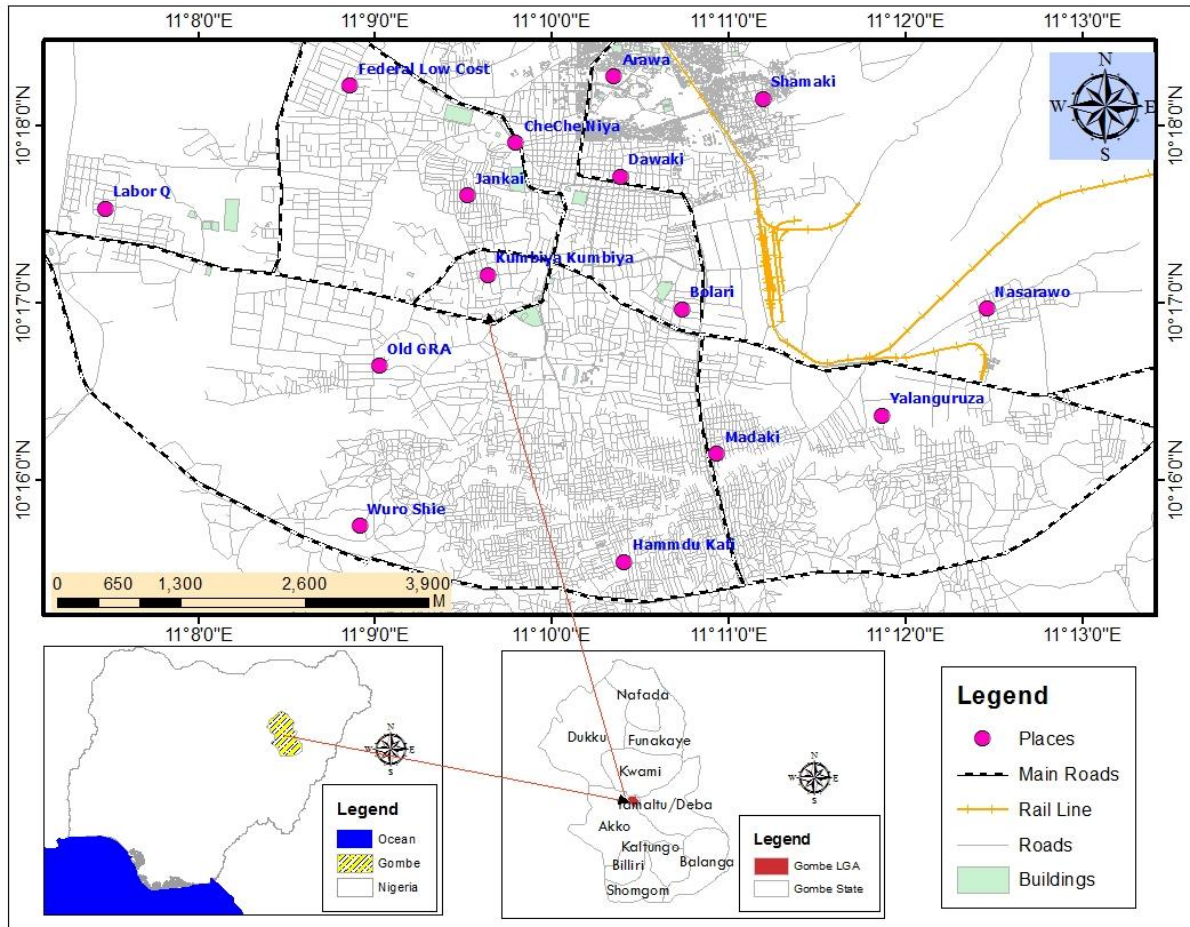 11°8'0"E 11°9'0"E 11°10'0"E 11°11'0"E 11°12'0"E 11°13'0"E
Federal Low Cost
Arawa
Shamaki
N
W E
S
10°18'0"N
10°18'0"N
CheChe Niya
Dawaki
Jankai
Labor Q
Kumbiya Kumbiya
Bolari
Nasarawo
10°17'0"N
10°17'0"N
Old GRA
Yalanguruza
Madaki
10°16'0"N
10°16'0"N
Wuro Shie
Hammdu Kafi
0 650 1,300 2,600 3,900
M
11°8'0"E 11°9'0"E 11°10'0"E 11°11'0"E 11°12'0"E 11°13'0"E
N
W E
S
Legend
Ocean
Gombe
Nigeria
Nafada
Dukku
Funakaye
Kwami
Yamaltu/Deba
Akko
Kaltungo
Billiri
Balanga
Shomgom
N
W E
S
Legend
Gombe LGA
Gombe State
Legend
Places
Main Roads
Rail Line
Roads
Buildings